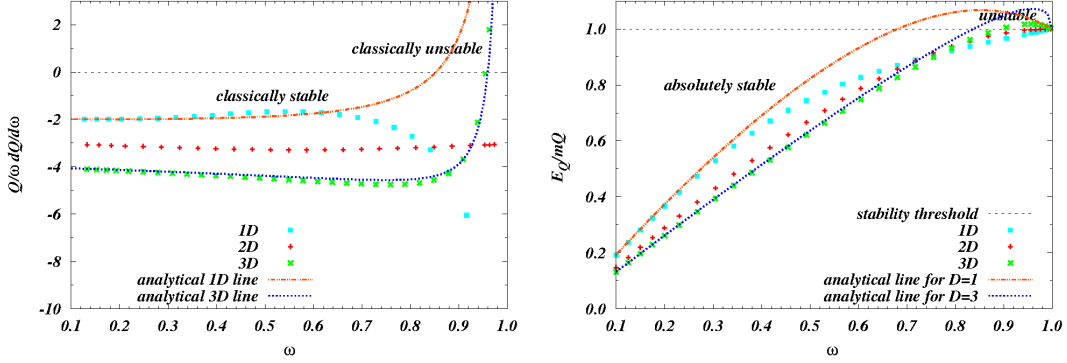 Q/ω dQ/dω
2
0
-2
-4
-6
-8
-10
classically unstable
classically stable
1D
2D
3D
analytical 1D line
analytical 3D line
0.1 0.2 0.3 0.4 0.5 0.6 0.7 0.8 0.9 1.0
ω
E_Q/mQ
1.0
0.8
0.6
0.4
0.2
0.0
unstable
absolutely stable
stability threshold
1D
2D
3D
analytical line for D=1
analytical line for D=3
0.1 0.2 0.3 0.4 0.5 0.6 0.7 0.8 0.9 1.0
ω